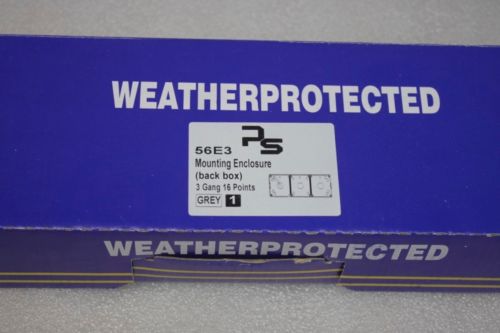 WEATHERPROTECTED
56E3 PS
Mounting Enclosure
(back box)
3 Gang 16 Points
GREY 1
WEATHERPROTECTED